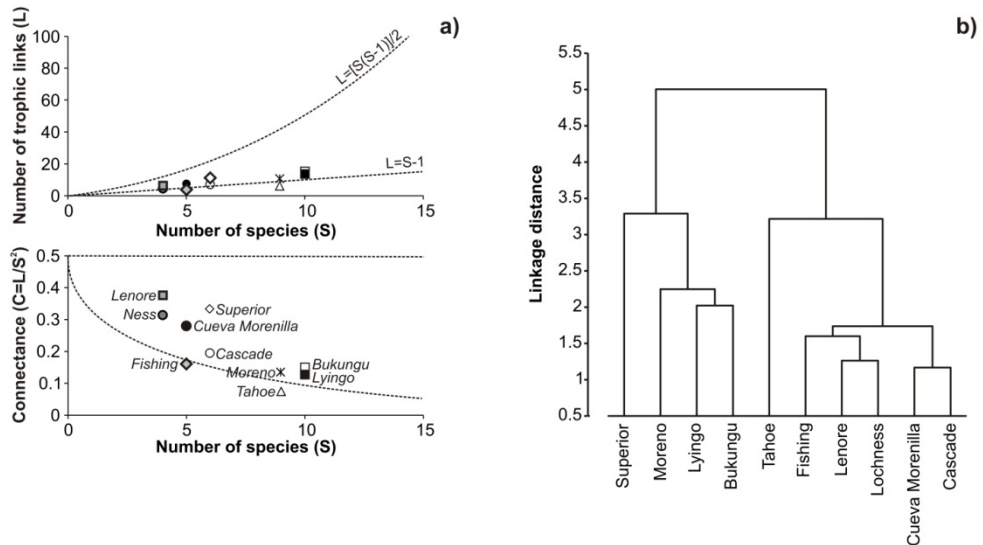 a)
Number of trophic links (L)
100
80
60
40
20
0
L=[S(S-1)]/2
L=S-1
0
5
10
15
Number of species (S)
Connectance (C=L/S²)
0.5
0.4
0.3
0.2
0.1
0
Lenore
Ness
Superior
Cueva Morenilla
Fishing
Cascade
Moreno
Bukungu
Lyingo
Tahoe
0
5
10
15
Number of species (S)
b)
Linkage distance
5.5
5
4.5
4
3.5
3
2.5
2
1.5
1
0.5
Superior
Moreno
Lyingo
Bukungu
Tahoe
Fishing
Lenore
Lochness
Cueva Morenilla
Cascade